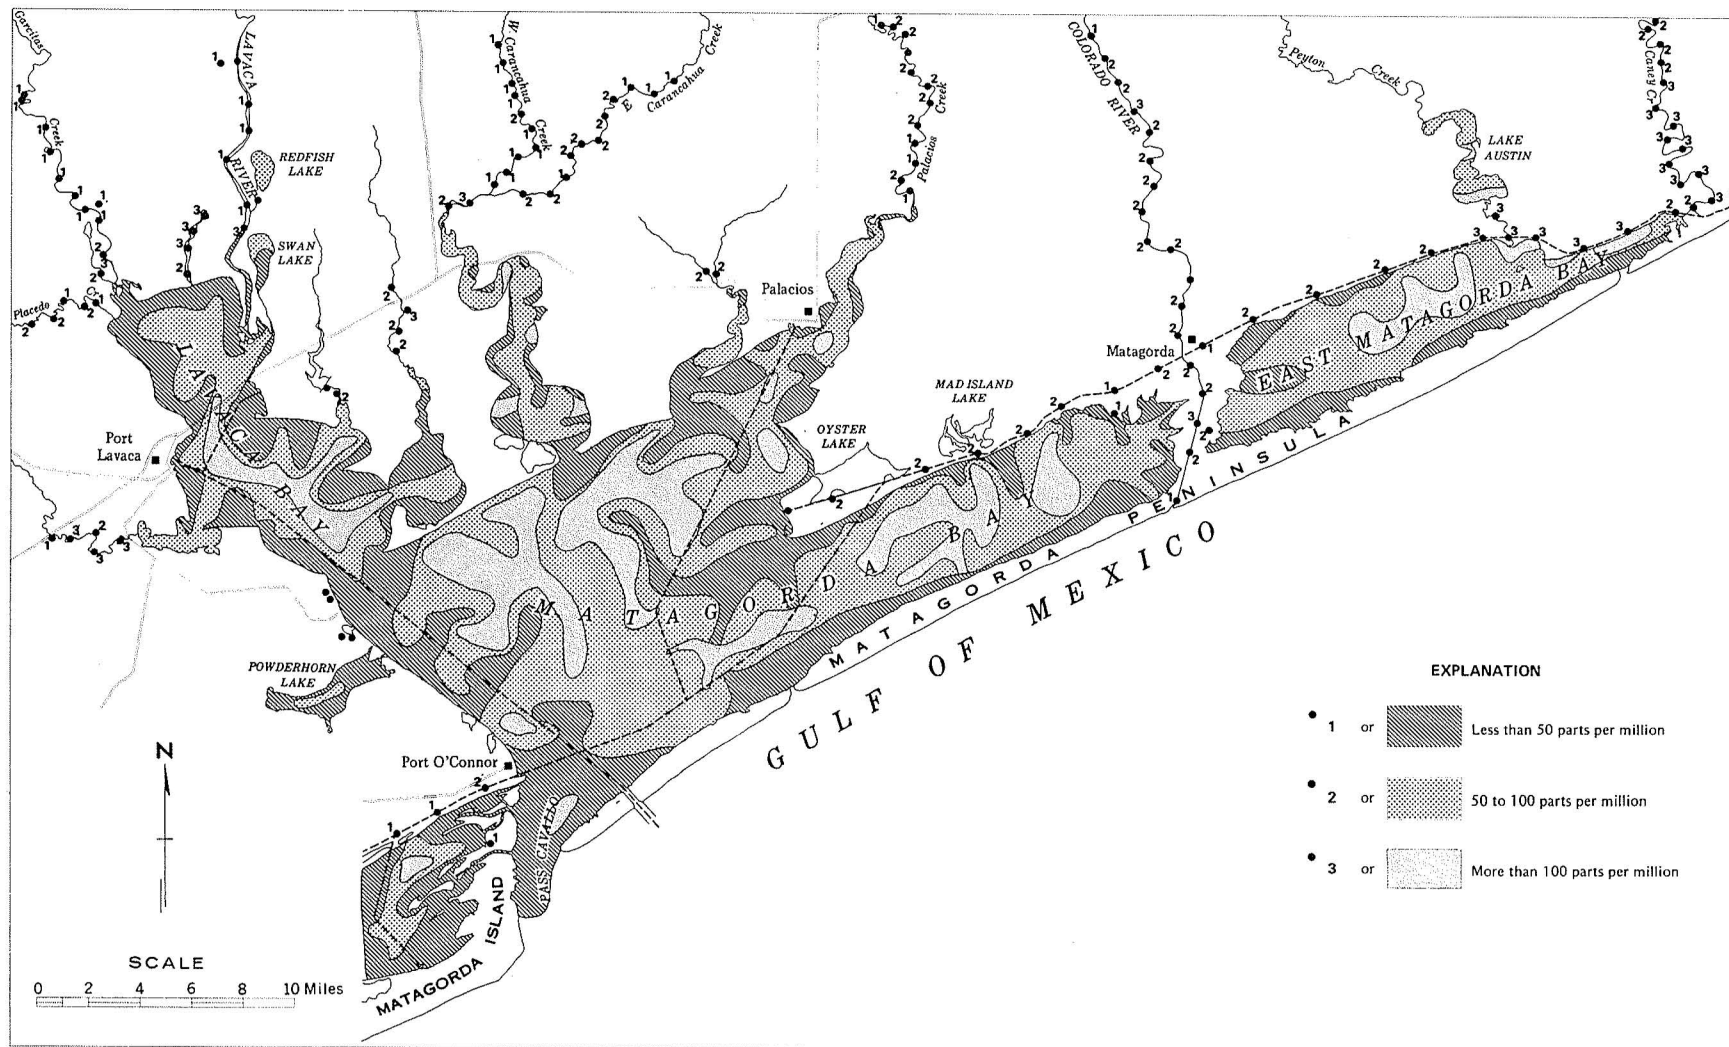 Garcitas
Creek
LAVACA
RIVER
W. Carancahua
Creek
E Carancahua
Creek
Palacios
Creek
COLORADO
RIVER
Peyton
Creek
Caney Cr
REDFISH
LAKE
SWAN
LAKE
LAKE
AUSTIN
Placedo
Cr
Palacios
Matagorda
MAD ISLAND
LAKE
OYSTER
LAKE
Port
Lavaca
LAVACA BAY
EAST MATAGORDA BAY
MATAGORDA BAY
MATAGORDA PENINSULA
GULF OF MEXICO
POWDERHORN
LAKE
Port O'Connor
PASS CAVALLO
MATAGORDA ISLAND
N
SCALE
0 2 4 6 8 10 Miles
EXPLANATION
1 or Less than 50 parts per million
2 or 50 to 100 parts per million
3 or More than 100 parts per million